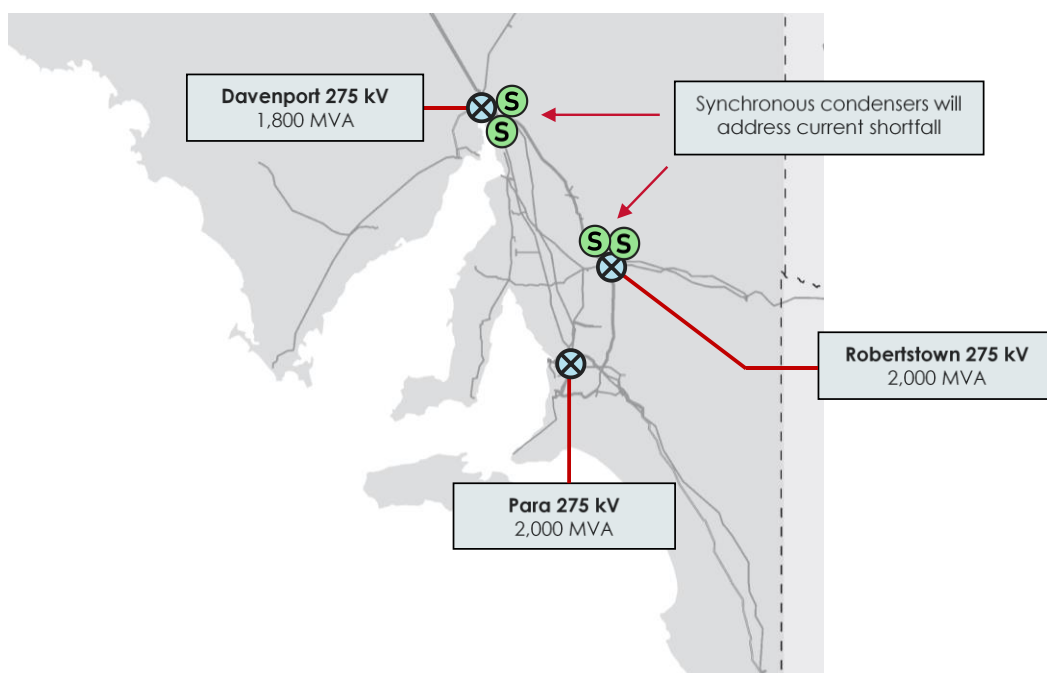 Davenport 275 kV
1,800 MVA
S
S
Synchronous condensers will
address current shortfall
S
S
Robertstown 275 kV
2,000 MVA
Para 275 kV
2,000 MVA